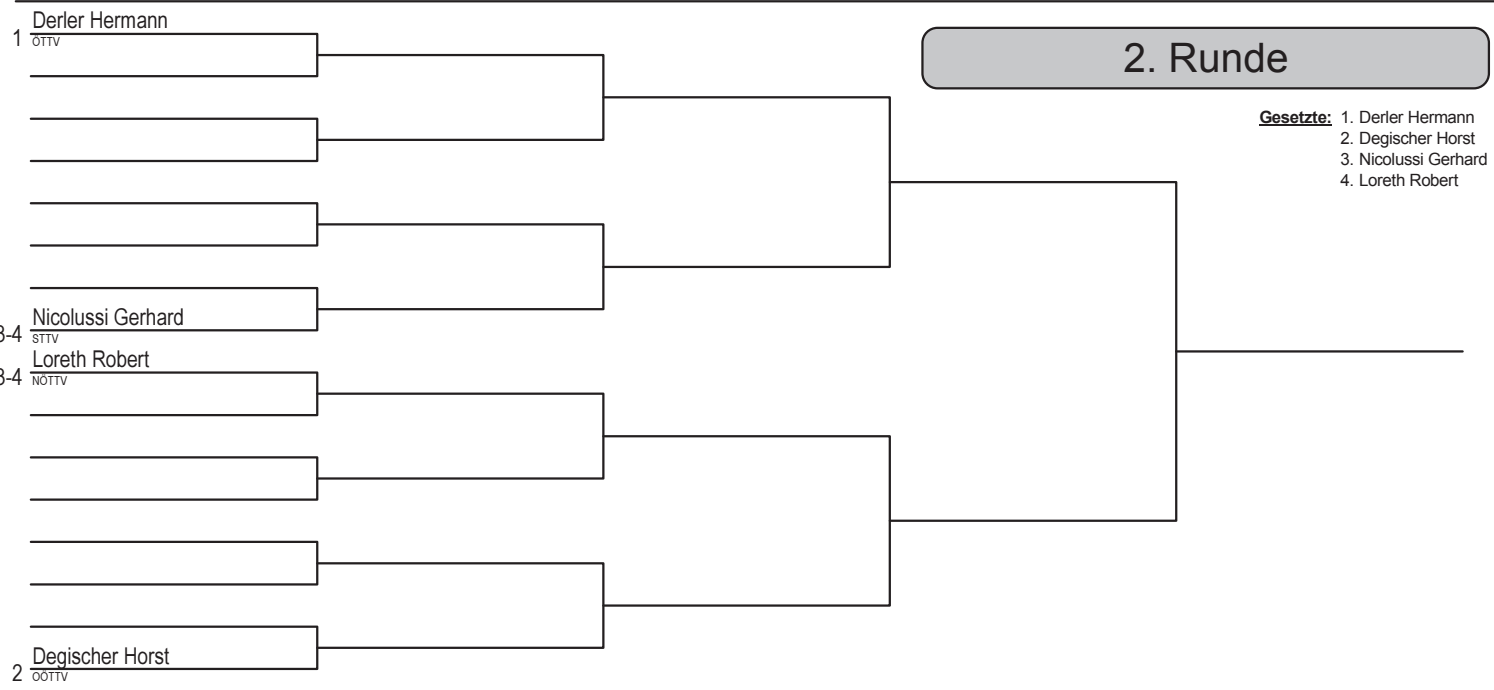 Derler Hermann
1 ÖTTV
2. Runde
Gesetzte: 1. Derler Hermann
2. Degischer Horst
3. Nicolussi Gerhard
4. Loreth Robert
Nicolussi Gerhard
3-4 STTV
Loreth Robert
3-4 NÖTTV
Degischer Horst
2 OÖTTV